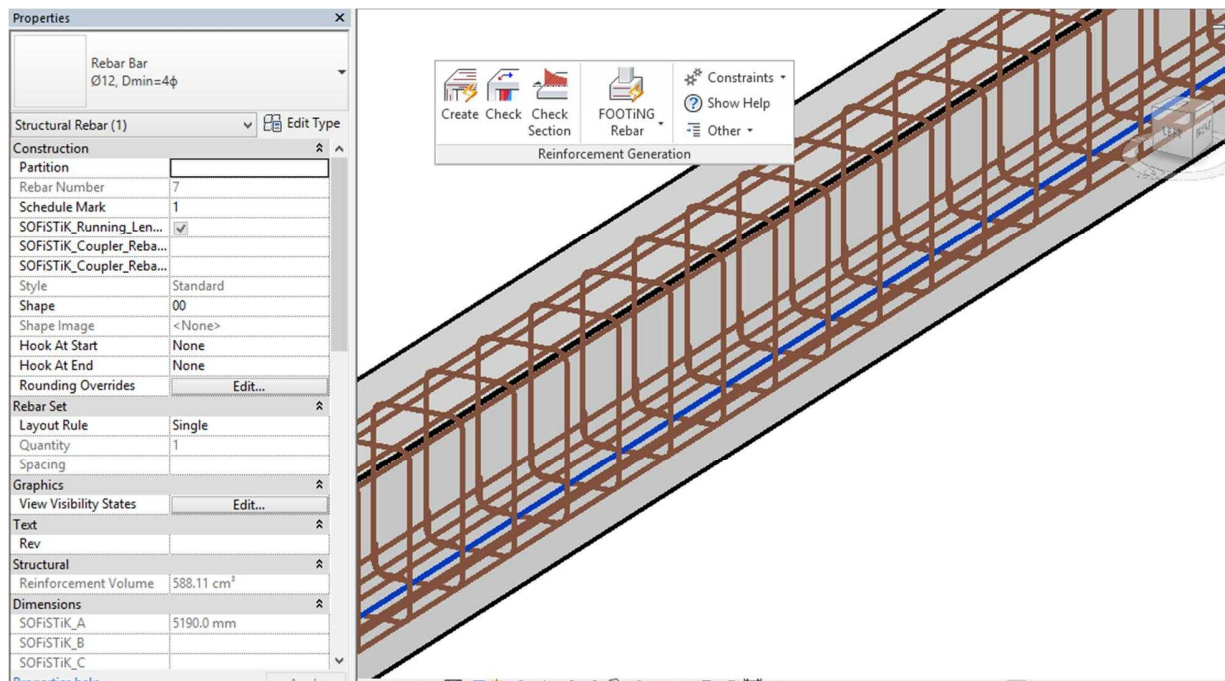 Properties
Rebar Bar
Ø12, Dmin=4ϕ
Structural Rebar (1)
Edit Type
Construction
Partition
Rebar Number 7
Schedule Mark 1
SOFiSTiK_Running_Len...
SOFiSTiK_Coupler_Reba...
SOFiSTiK_Coupler_Reba...
Style Standard
Shape 00
Shape Image <None>
Hook At Start None
Hook At End None
Rounding Overrides Edit...
Rebar Set
Layout Rule Single
Quantity 1
Spacing
Graphics
View Visibility States Edit...
Text
Rev
Structural
Reinforcement Volume 588.11 cm³
Dimensions
SOFiSTiK_A 5190.0 mm
SOFiSTiK_B
SOFiSTiK_C
Properties help
Create
Check
Check
Section
FOOTiNG
Rebar
Constraints
Show Help
Other
Reinforcement Generation
LEFT